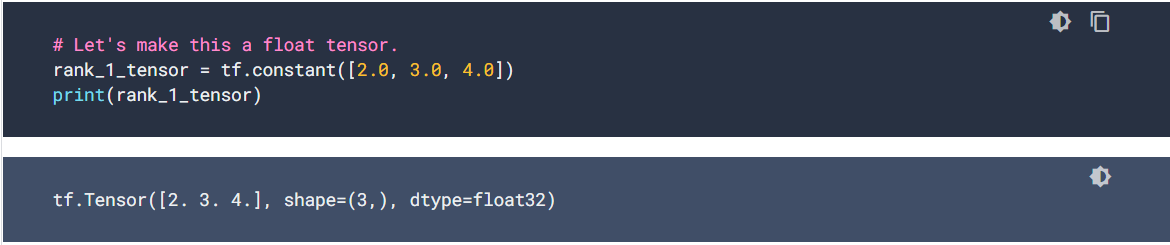 # Let's make this a float tensor.
rank_1_tensor = tf.constant([2.0, 3.0, 4.0])
print(rank_1_tensor)
tf.Tensor([2. 3. 4.], shape=(3,), dtype=float32)